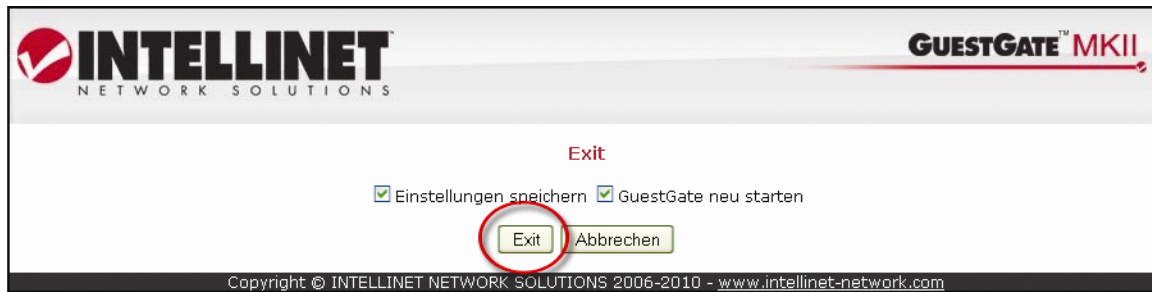 INTELLINET
NETWORK SOLUTIONS
GUESTGATE™ MKII
Exit
Einstellungen speichern GuestGate neu starten
Exit Abbrechen
Copyright © INTELLINET NETWORK SOLUTIONS 2006-2010 - www.intellinet-network.com